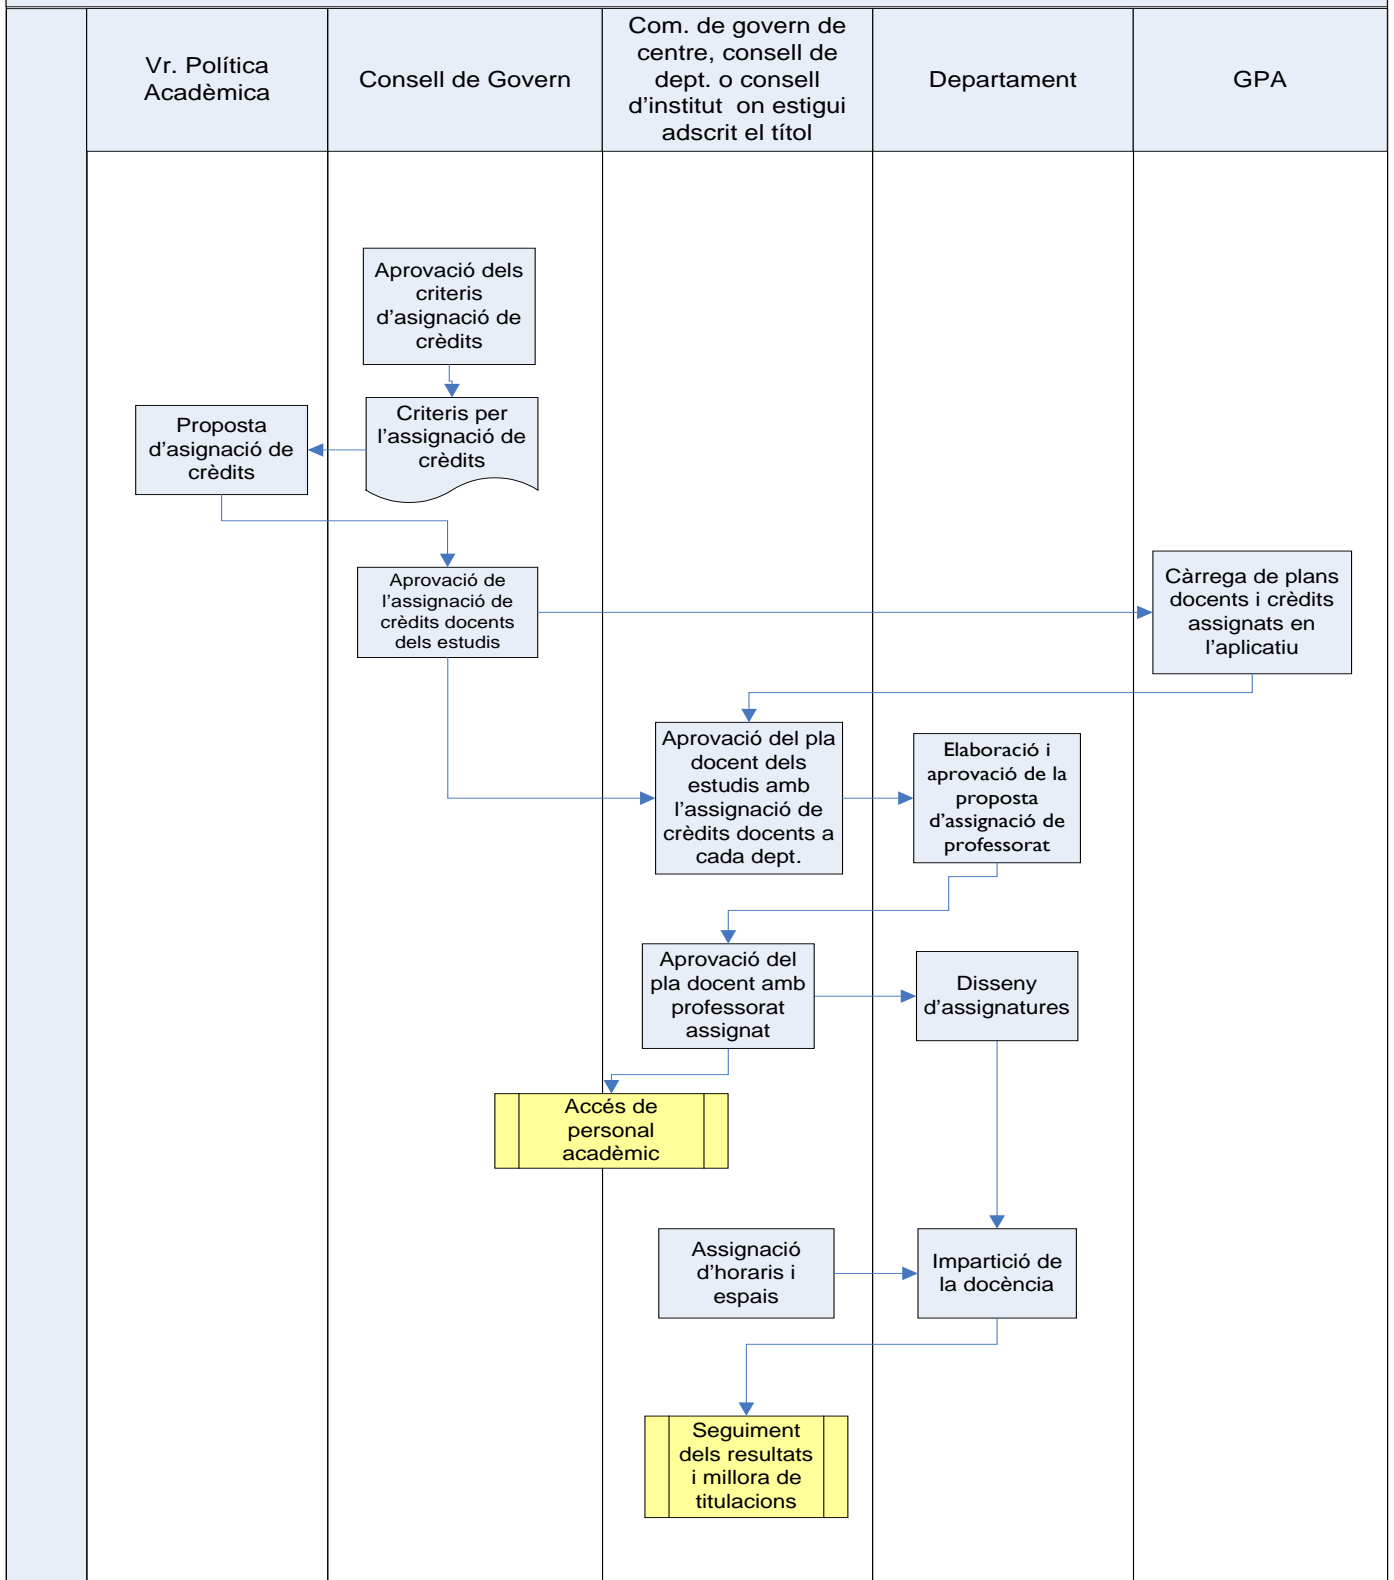 Vr. Política
Acadèmica
Consell de Govern
Com. de govern de
centre, consell de
dept. o consell
d’institut  on estigui
adscrit el títol
Departament
GPA
Aprovació dels
criteris
d’asignació de
crèdits
Criteris per
l’assignació de
crèdits
Proposta
d’asignació de
crèdits
Aprovació de
l’assignació de
crèdits docents
dels estudis
Càrrega de plans
docents i crèdits
assignats en
l’aplicatiu
Aprovació del pla
docent dels
estudis amb
l’assignació de
crèdits docents a
cada dept.
Elaboració i
aprovació de la
proposta
d’assignació de
professorat
Aprovació del
pla docent amb
professorat
assignat
Disseny
d’assignatures
Accés de
personal
acadèmic
Assignació
d’horaris i
espais
Impartició de
la docència
Seguiment
dels resultats
i millora de
titulacions